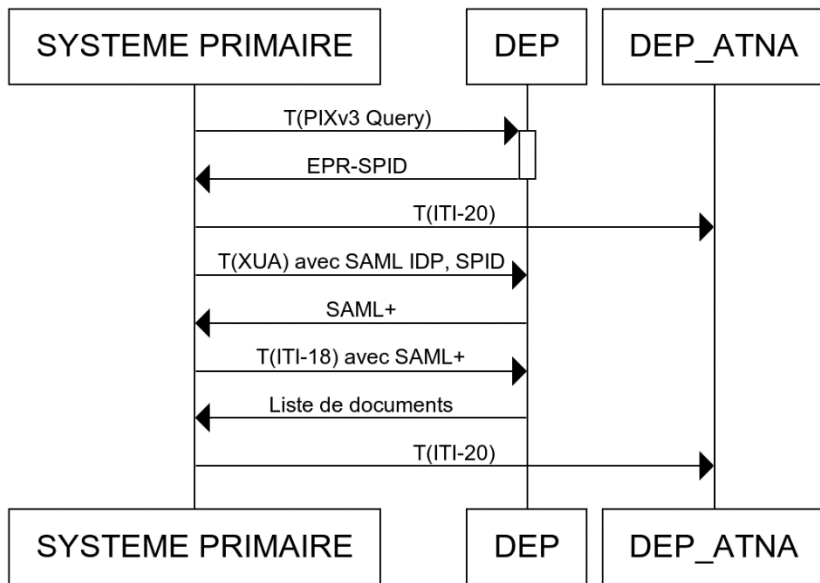 SYSTEME PRIMAIRE DEP DEP_ATNA
T(PIXv3 Query)
EPR-SPID
T(ITI-20)
T(XUA) avec SAML IDP, SPID
SAML+
T(ITI-18) avec SAML+
Liste de documents
T(ITI-20)
SYSTEME PRIMAIRE DEP DEP_ATNA